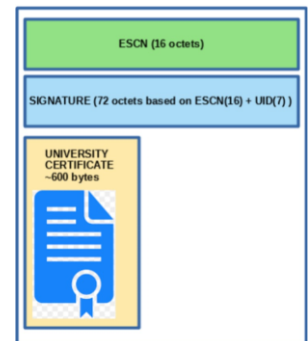 ESCN (16 octets)
SIGNATURE (72 octets based on ESCN(16) + UID(7) )
UNIVERSITY
CERTIFICATE
~600 bytes